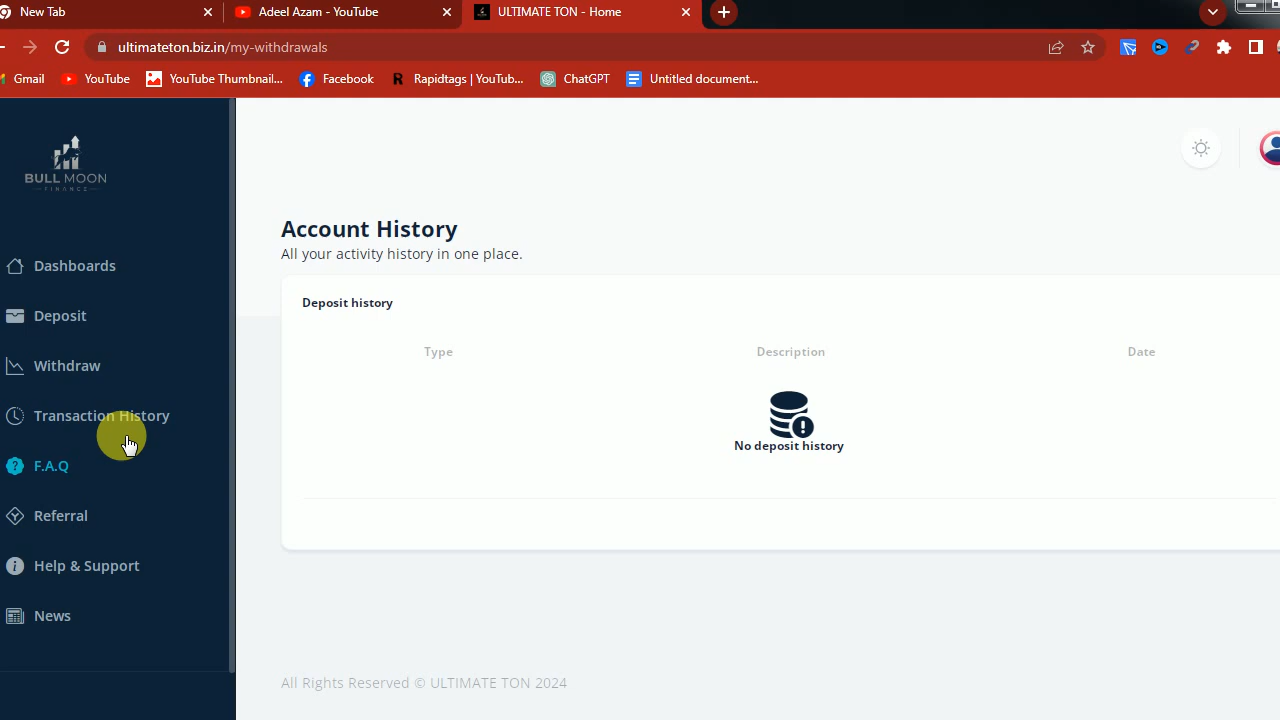 New Tab
Adeel Azam - YouTube
ULTIMATE TON - Home
ultimateton.biz.in/my-withdrawals
Gmail
YouTube
YouTube Thumbnail...
Facebook
Rapidtags | YouTub...
ChatGPT
Untitled document...
BULL MOON
FINANCE
Dashboards
Deposit
Withdraw
Transaction History
F.A.Q
Referral
Help & Support
News
Account History
All your activity history in one place.
Deposit history
Type Description Date
No deposit history
All Rights Reserved © ULTIMATE TON 2024